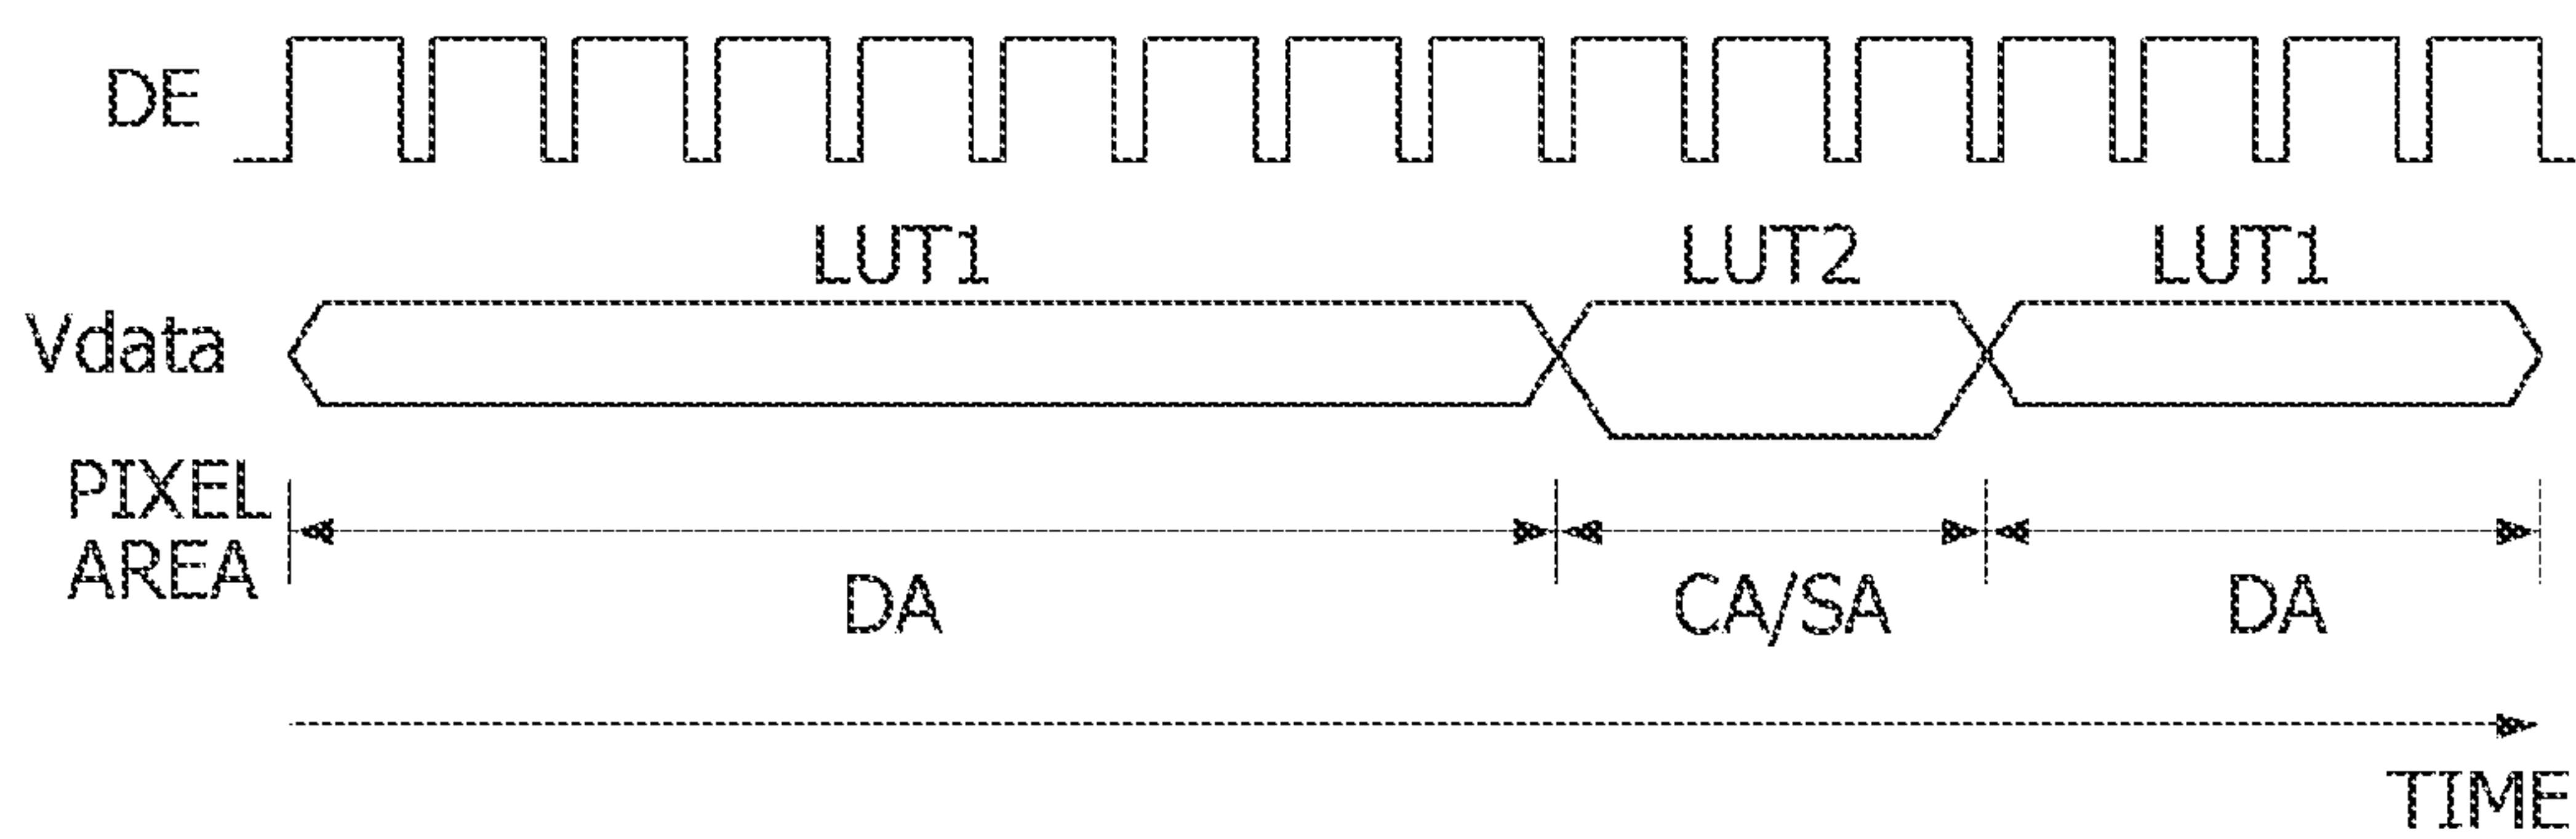 DE
LUT1 LUT2 LUT1
Vdata
PIXEL
AREA
DA CA/SA DA
TIME